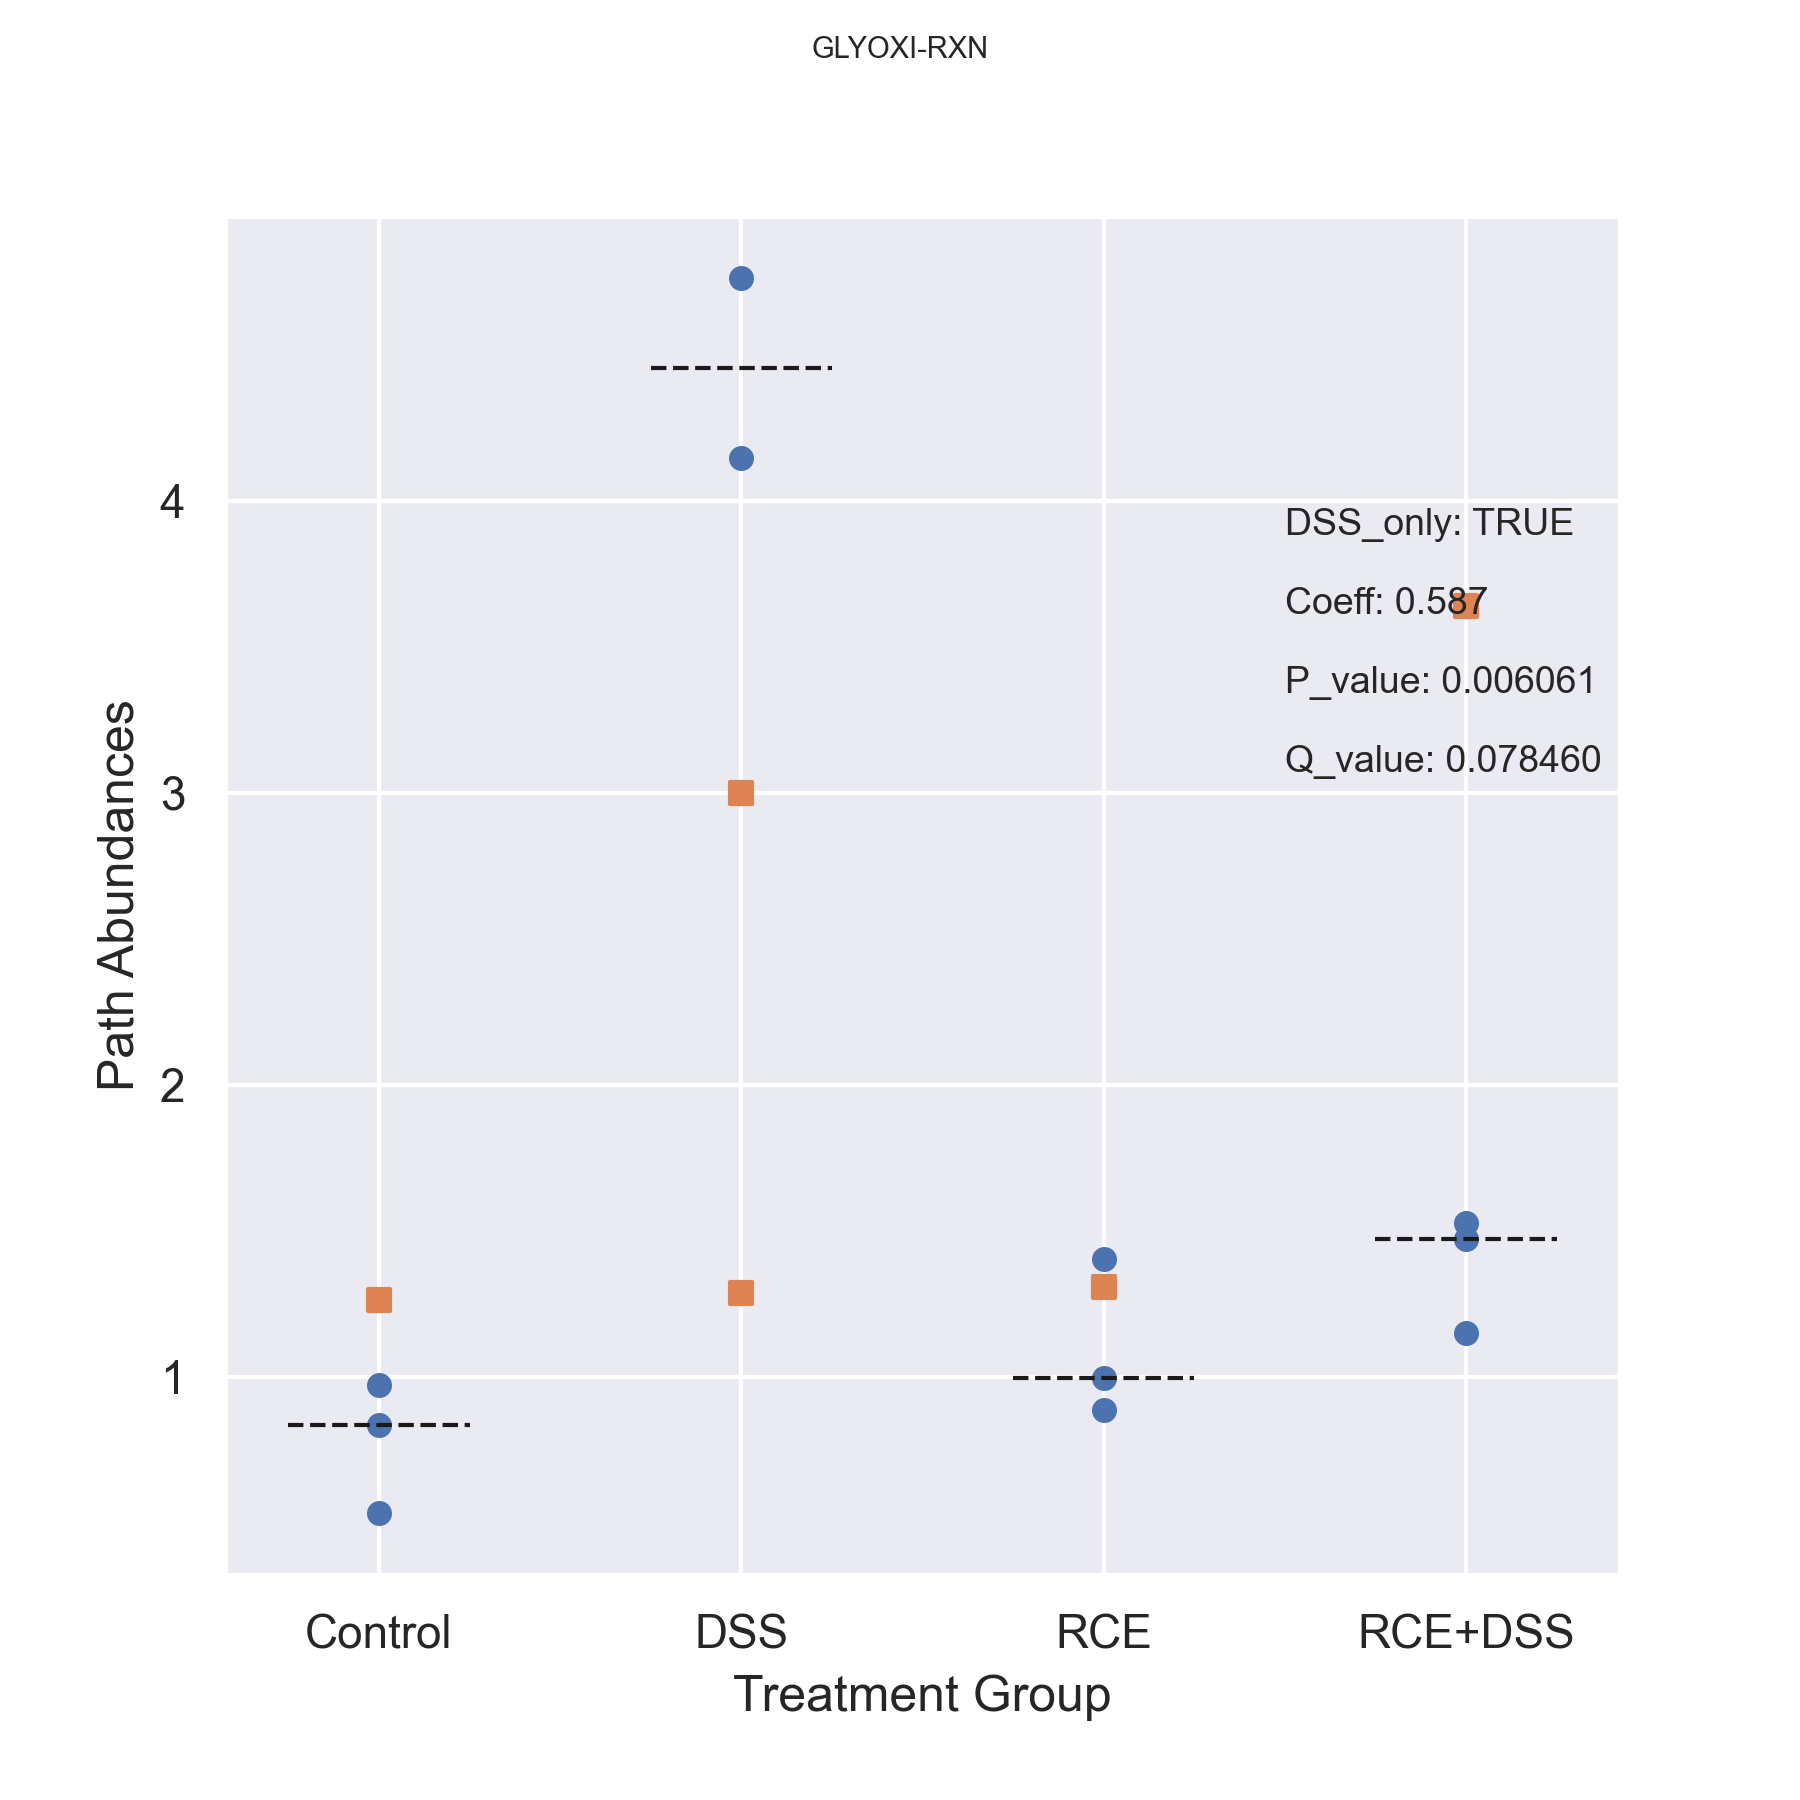 GLYOXI-RXN
4
3
2
1
Path Abundances
DSS_only: TRUE
Coeff: 0.587
P_value: 0.006061
Q_value: 0.078460
Control DSS RCE RCE+DSS
Treatment Group